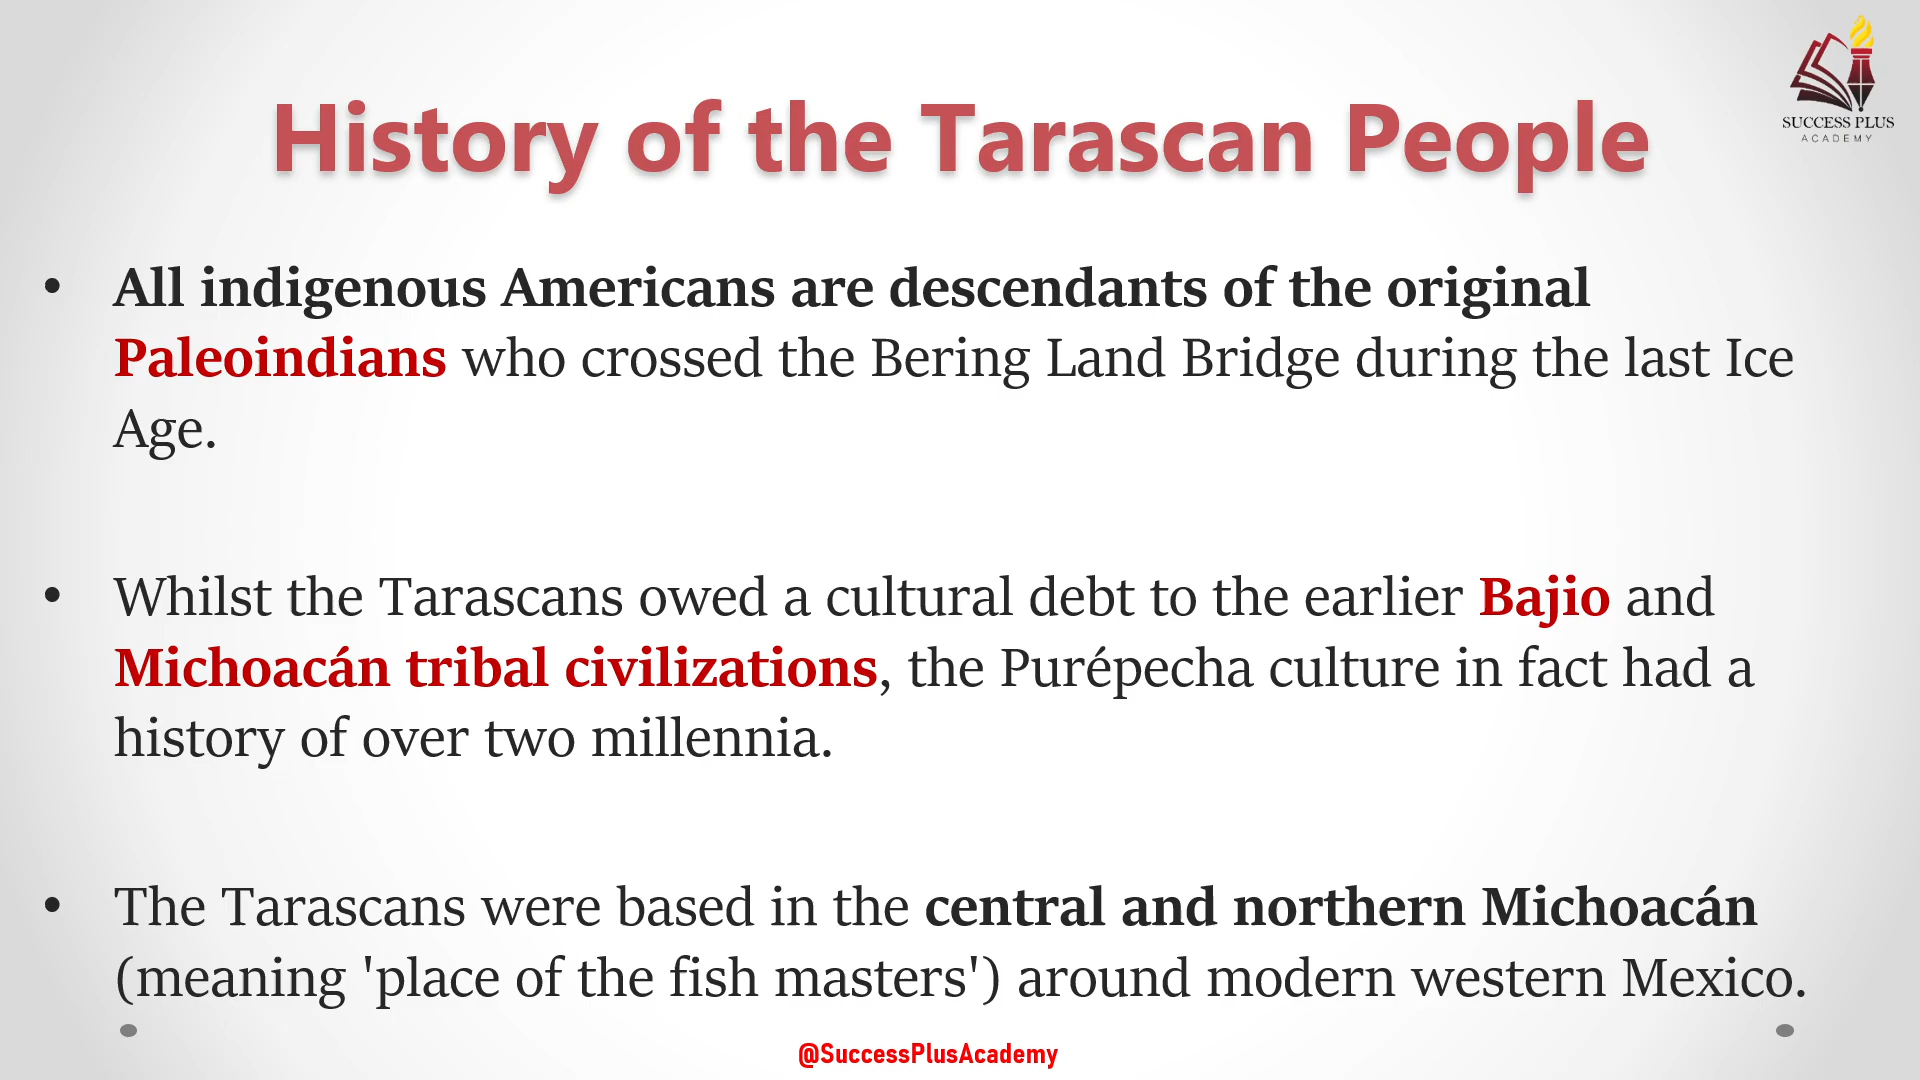 SUCCESS PLUS
ACADEMY
History of the Tarascan People
• All indigenous Americans are descendants of the original
Paleoindians who crossed the Bering Land Bridge during the last Ice
Age.
• Whilst the Tarascans owed a cultural debt to the earlier Bajio and
Michoacán tribal civilizations, the Purépecha culture in fact had a
history of over two millennia.
• The Tarascans were based in the central and northern Michoacán
(meaning 'place of the fish masters') around modern western Mexico.
@SuccessPlusAcademy